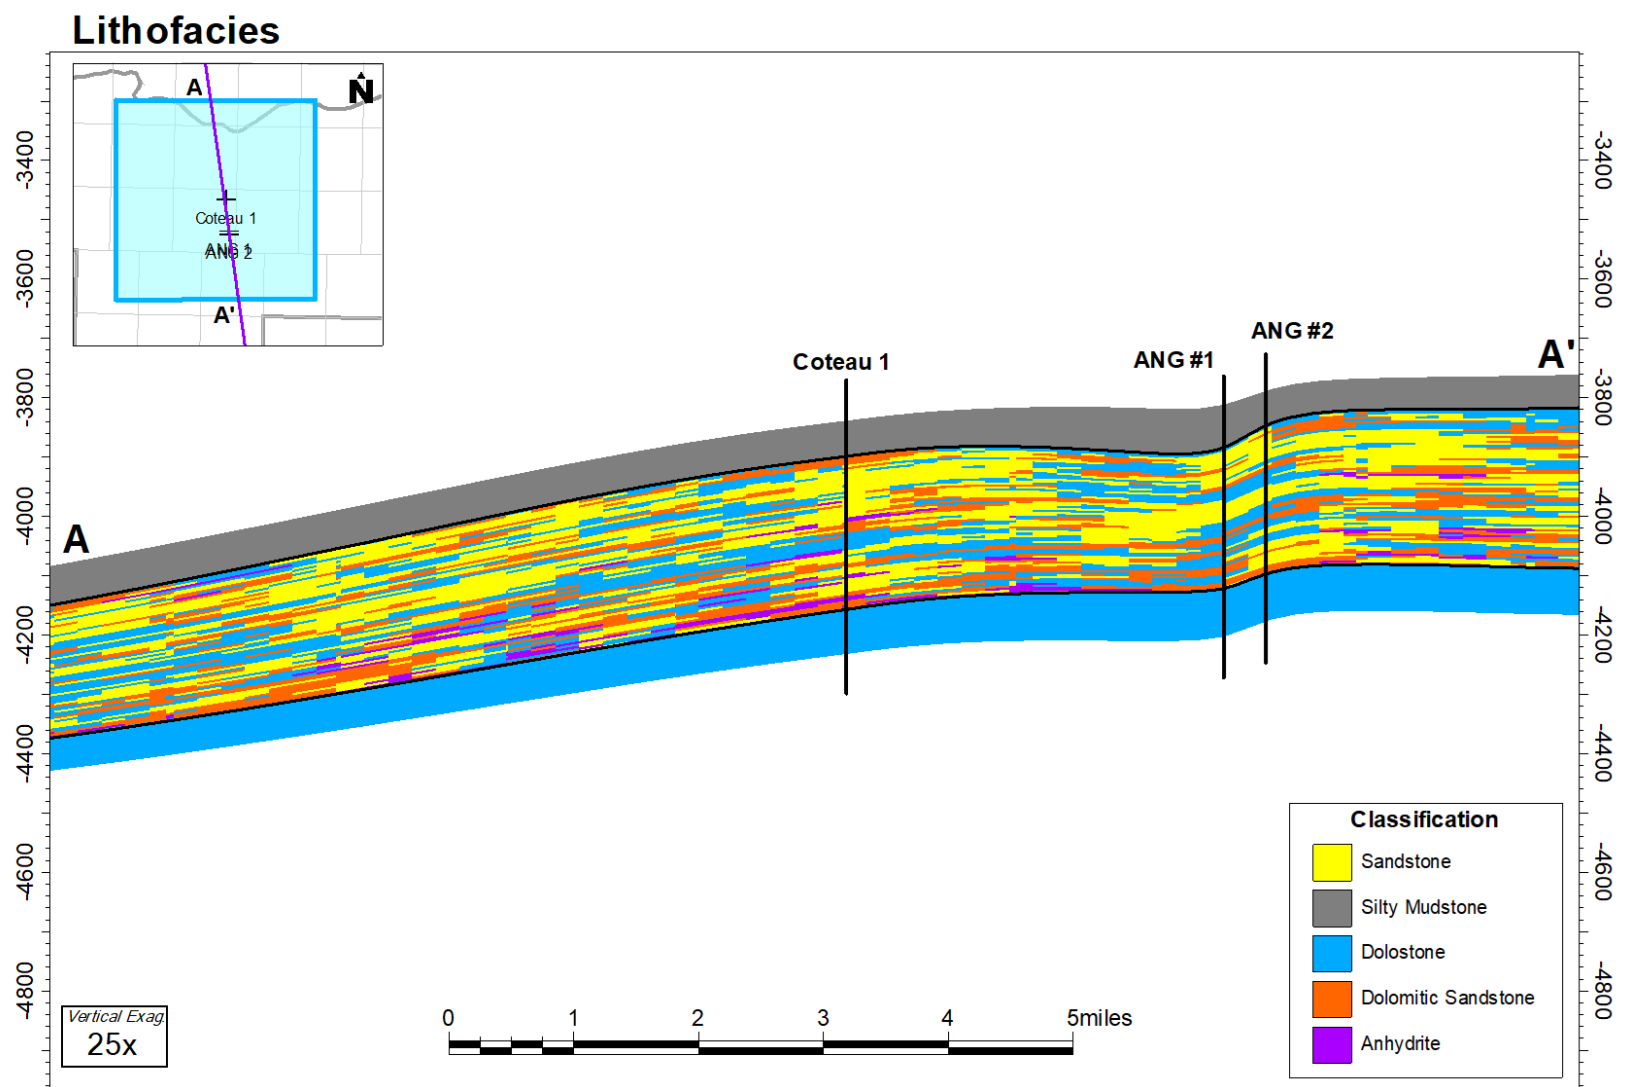 Lithofacies
A
N
Coteau 1
ANG 1
ANG 2
A'
-3400
-3600
-3800
-4000
-4200
-4400
-4600
-4800
-3400
-3600
-3800
-4000
-4200
-4400
-4600
-4800
A
Coteau 1
ANG #1
ANG #2
A'
Classification
Sandstone
Silty Mudstone
Dolostone
Dolomitic Sandstone
Anhydrite
Vertical Exag.
25x
0 1 2 3 4 5miles